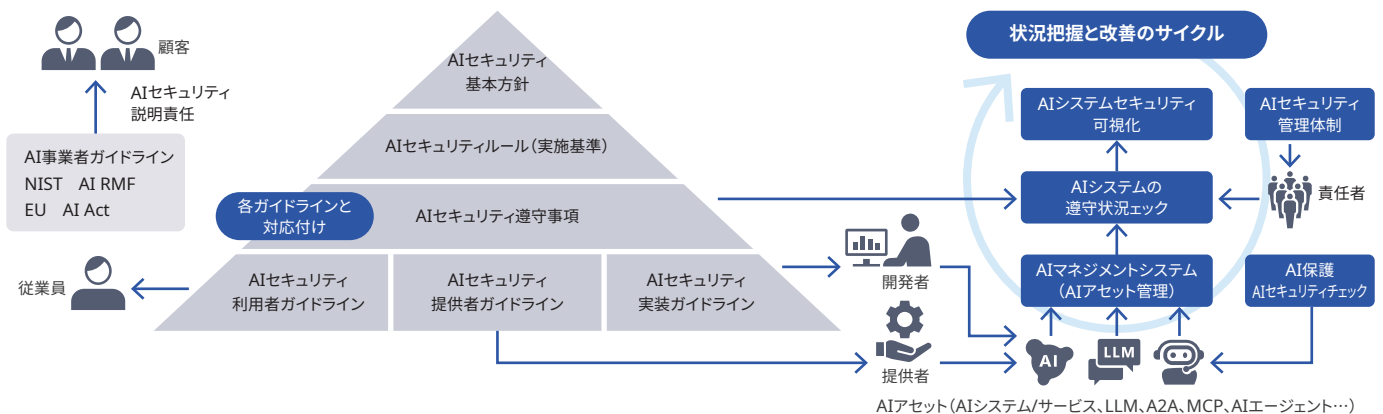 顧客
AIセキュリティ
説明責任
AI事業者ガイドライン
NIST　AI RMF
EU　AI Act
従業員
AIセキュリティ
基本方針
AIセキュリティルール（実施基準）
各ガイドラインと
対応付け
AIセキュリティ遵守事項
AIセキュリティ
利用者ガイドライン
AIセキュリティ
提供者ガイドライン
AIセキュリティ
実装ガイドライン
開発者
提供者
状況把握と改善のサイクル
AIシステムセキュリティ
可視化
AIセキュリティ
管理体制
AIシステムの
遵守状況ェック
責任者
AIマネジメントシステム
（AIアセット管理）
AI保護
AIセキュリティチェック
AI
LLM
AIアセット（AIシステム/サービス、LLM、A2A、MCP、AIエージェント…）